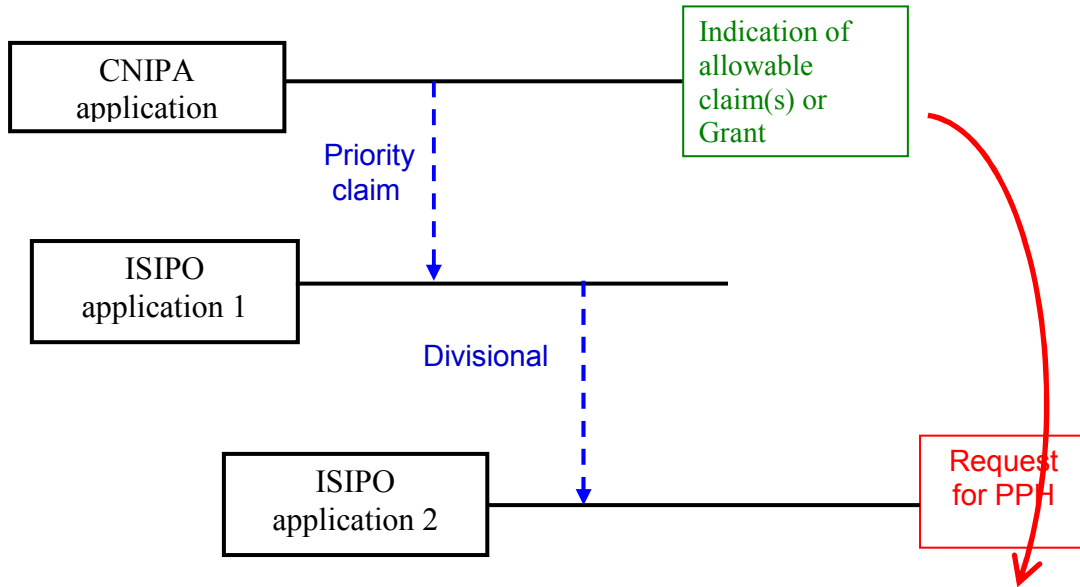 CNIPA
application
Indication of
allowable
claim(s) or
Grant
Priority
claim
ISIPO
application 1
Divisional
ISIPO
application 2
Request
for PPH